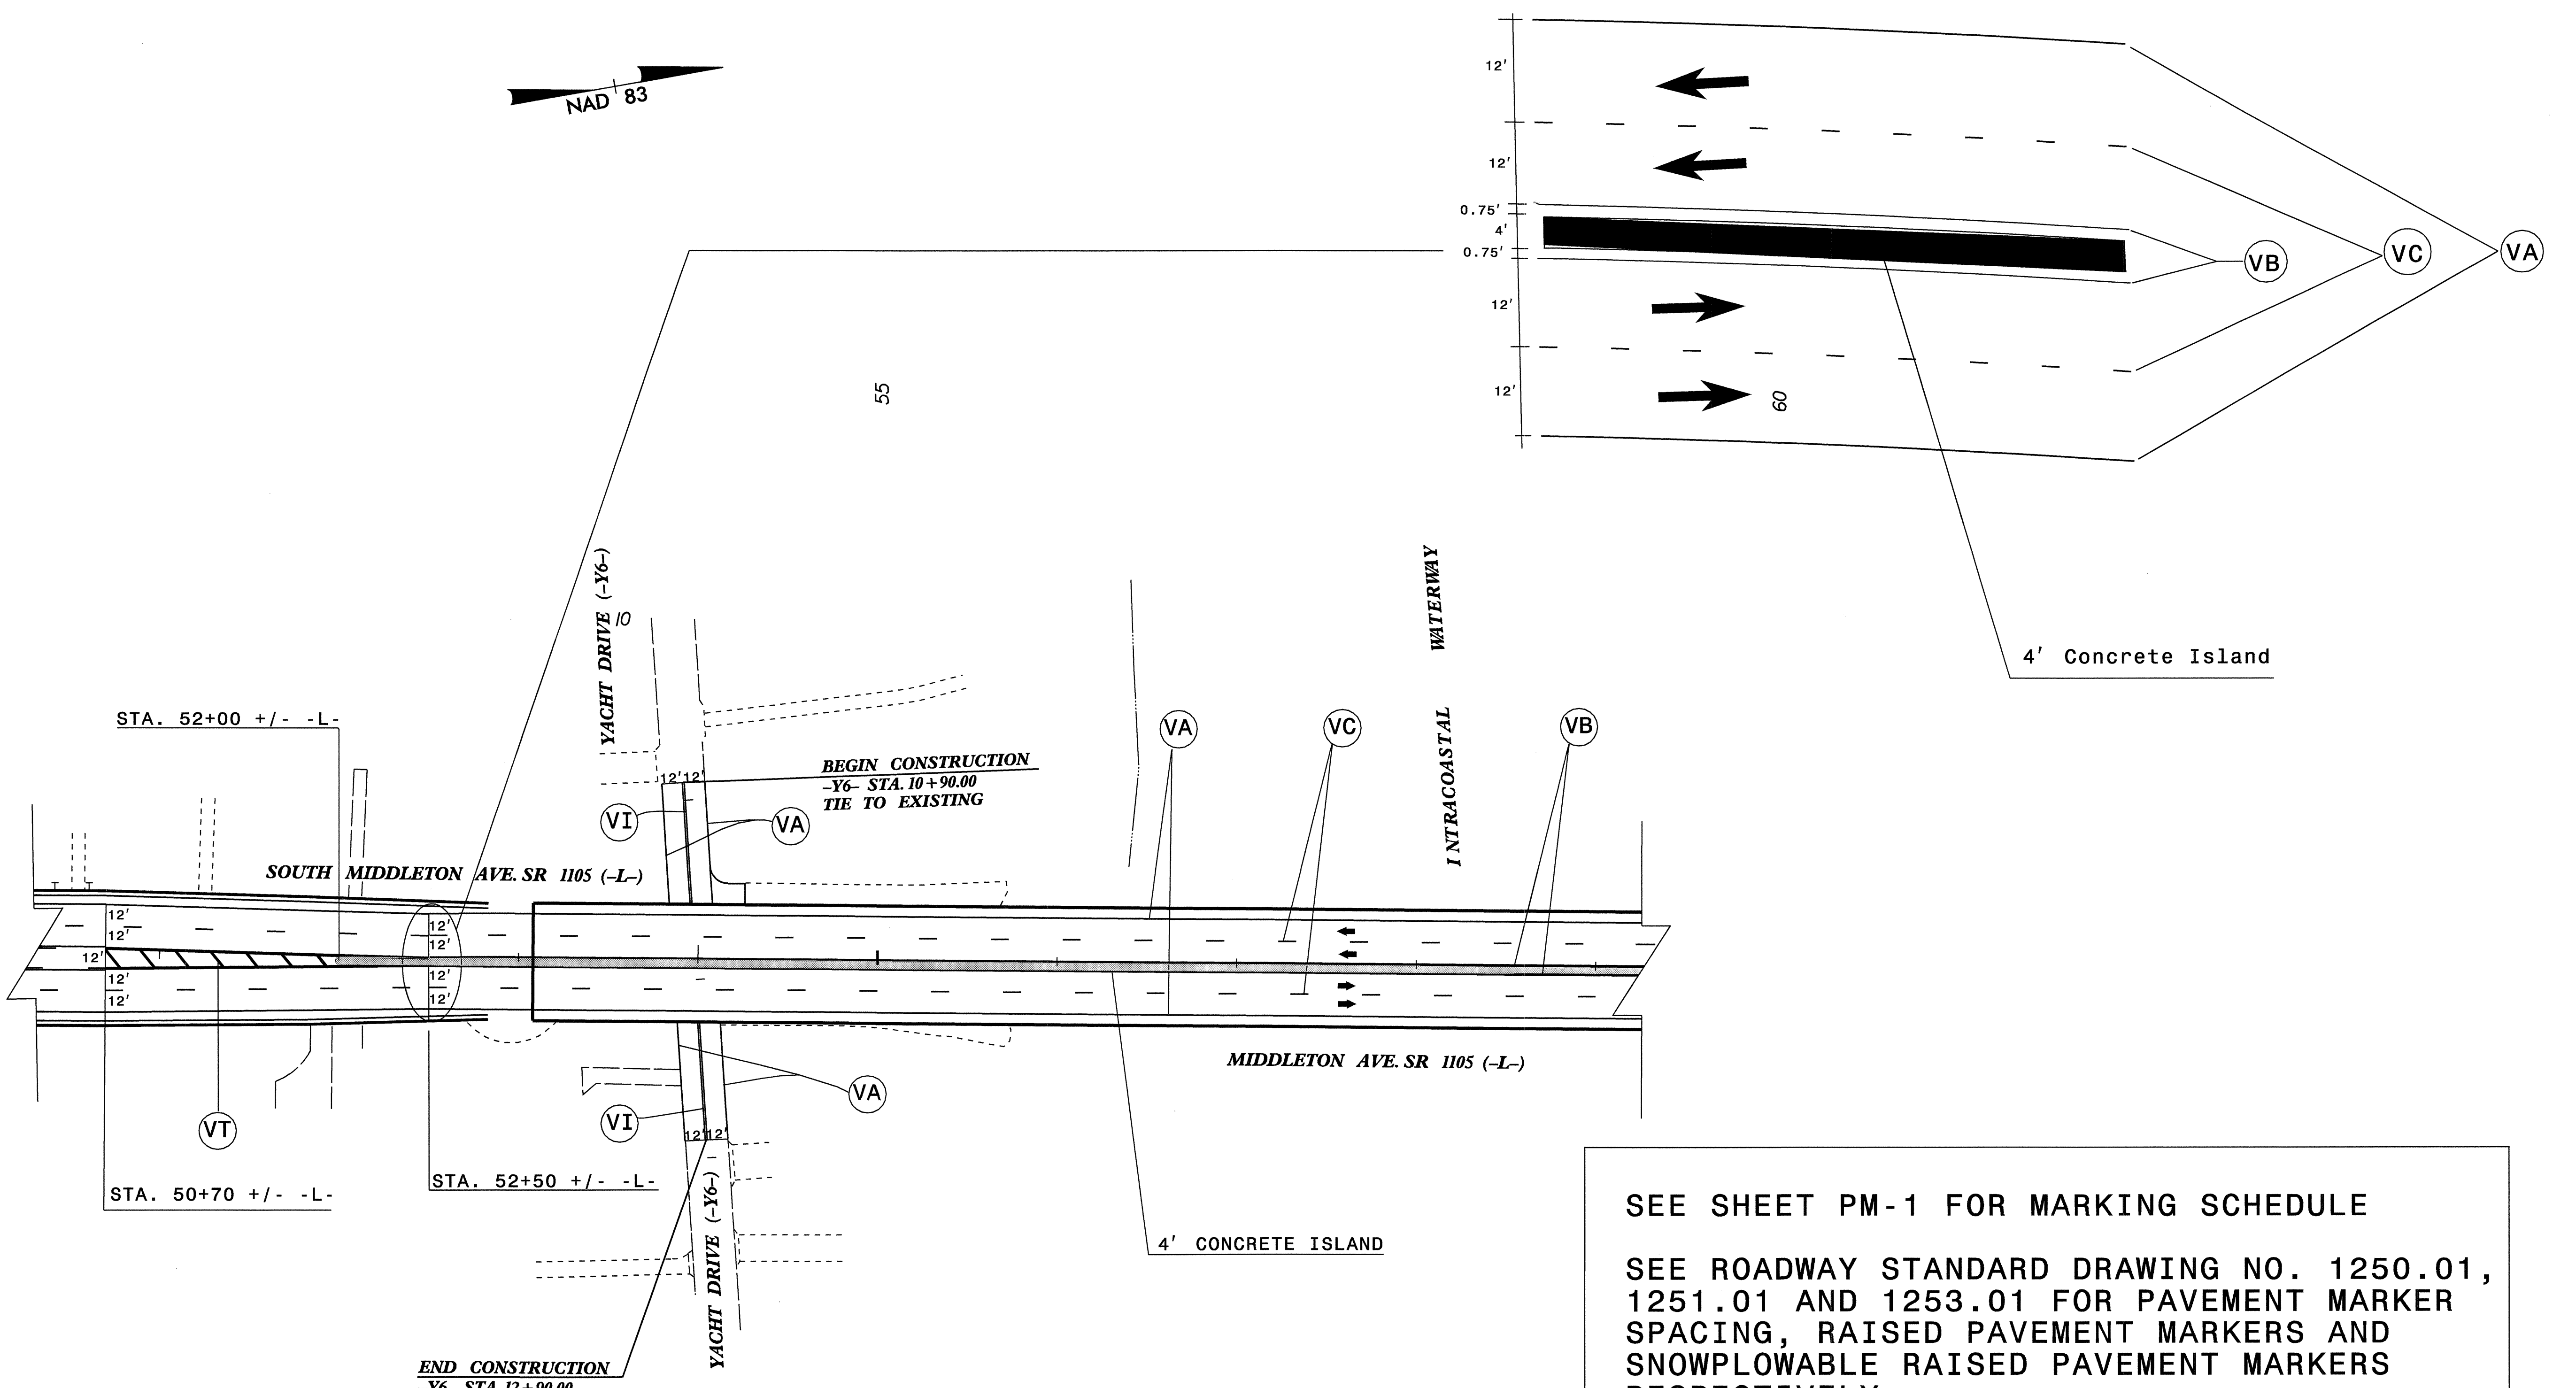 NAD 83
12'
12'
0.75'
4'
0.75'
12'
12'
VB
VC
VA
60
55
4' Concrete Island
YACHT DRIVE (-Y6-)
10
INTRACOASTAL WATERWAY
STA. 52+00 +/- -L-
VA
VC
VB
BEGIN CONSTRUCTION
-Y6- STA. 10+90.00
TIE TO EXISTING
12' 12'
VI
VA
SOUTH MIDDLETON AVE. SR 1105 (-L-)
12'
12'
12'
12'
12'
12'
12'
12'
12'
MIDDLETON AVE. SR 1105 (-L-)
VA
VI
VT
12' 12'
STA. 50+70 +/- -L-
STA. 52+50 +/- -L-
YACHT DRIVE (-Y6-)
4' CONCRETE ISLAND
END CONSTRUCTION
-Y6- STA. 12+90.00
SEE SHEET PM-1 FOR MARKING SCHEDULE
SEE ROADWAY STANDARD DRAWING NO. 1250.01,
1251.01 AND 1253.01 FOR PAVEMENT MARKER
SPACING, RAISED PAVEMENT MARKERS AND
SNOWPLOWABLE RAISED PAVEMENT MARKERS